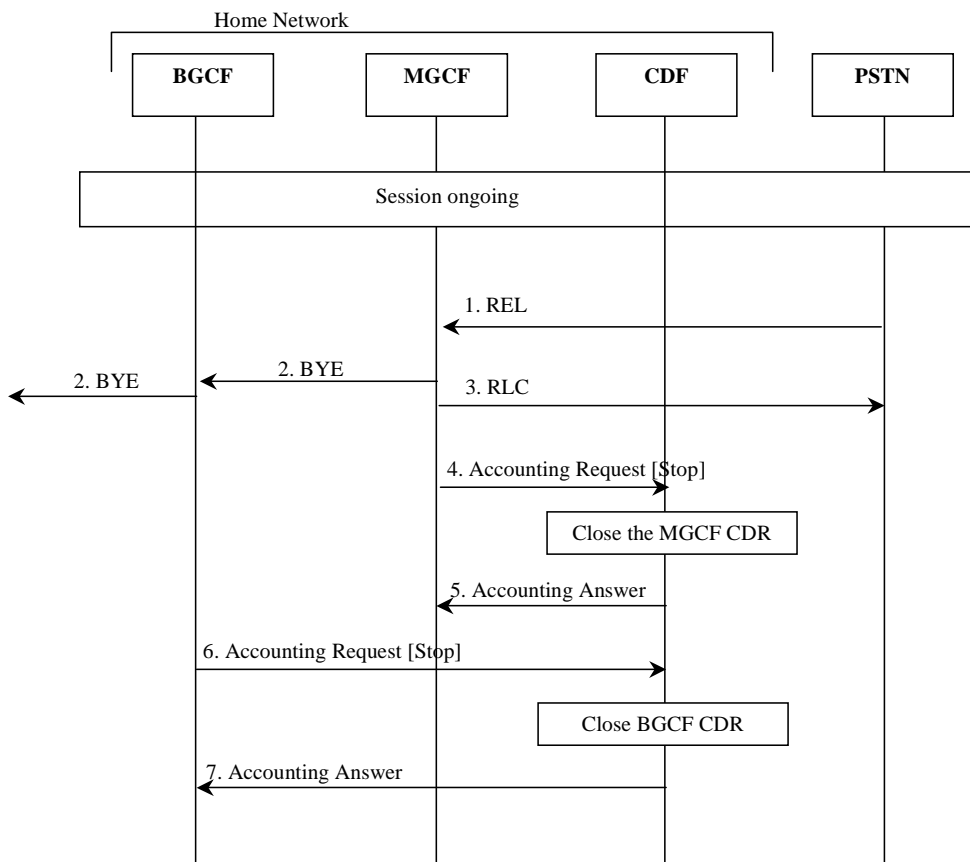 Home Network
BGCF
MGCF
CDF
PSTN
Session ongoing
1. REL
2. BYE
2. BYE
3. RLC
4. Accounting Request [Stop]
Close the MGCF CDR
5. Accounting Answer
6. Accounting Request [Stop]
Close BGCF CDR
7. Accounting Answer